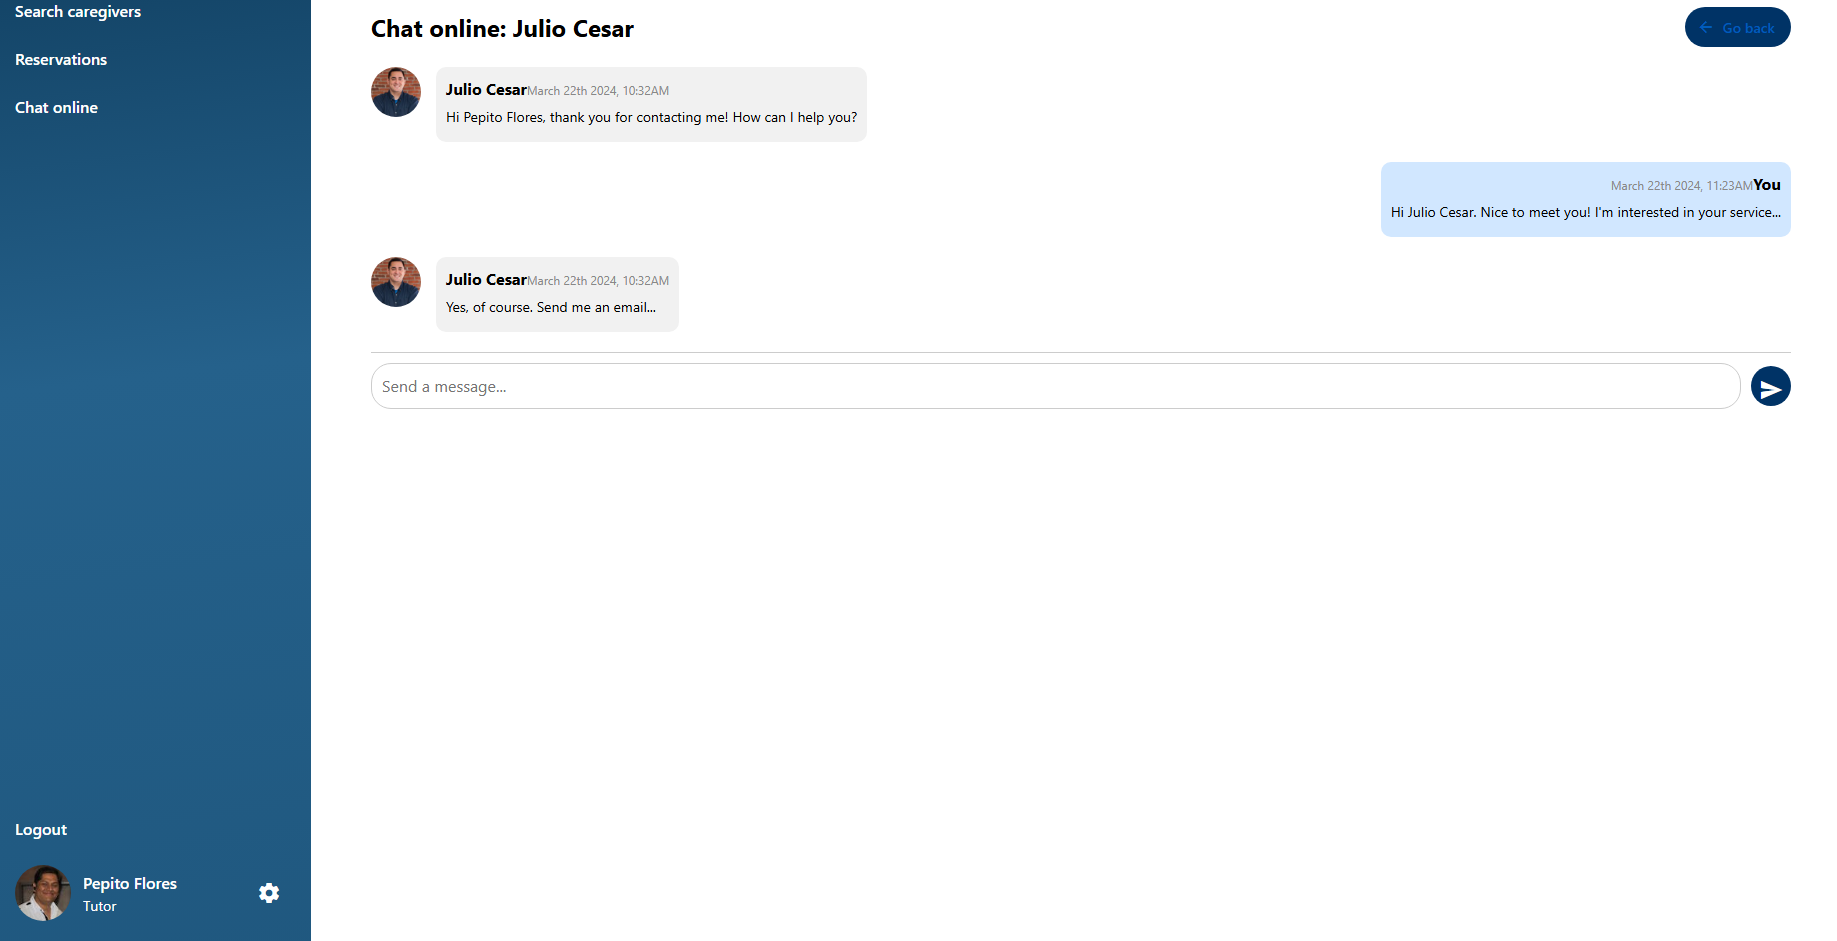 Search caregivers
Reservations
Chat online
Logout
Pepito Flores
Tutor
Chat online: Julio Cesar
Go back
Julio Cesar March 22th 2024, 10:32AM
Hi Pepito Flores, thank you for contacting me! How can I help you?
March 22th 2024, 11:23AM You
Hi Julio Cesar. Nice to meet you! I'm interested in your service...
Julio Cesar March 22th 2024, 10:32AM
Yes, of course. Send me an email...
Send a message...